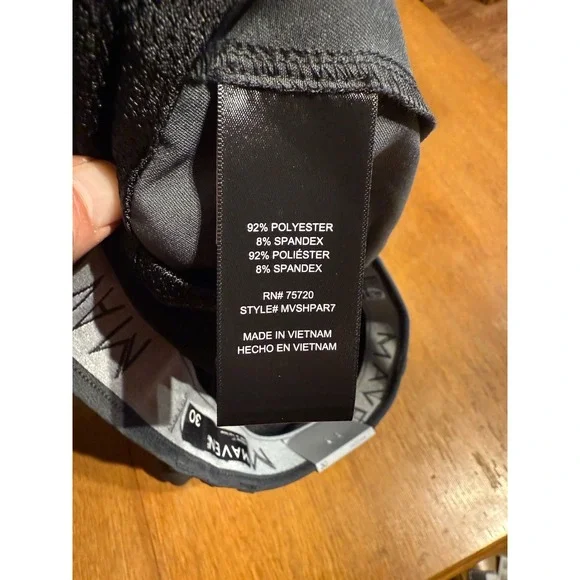 92% POLYESTER
8% SPANDEX
92% POLIÉSTER
8% SPANDEX
RN# 75720
STYLE# MVSHPAR7
MADE IN VIETNAM
HECHO EN VIETNAM
MAVEN
30